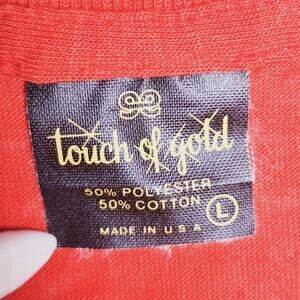 touch of gold
50% POLYESTER
50% COTTON
L
MADE IN U S A